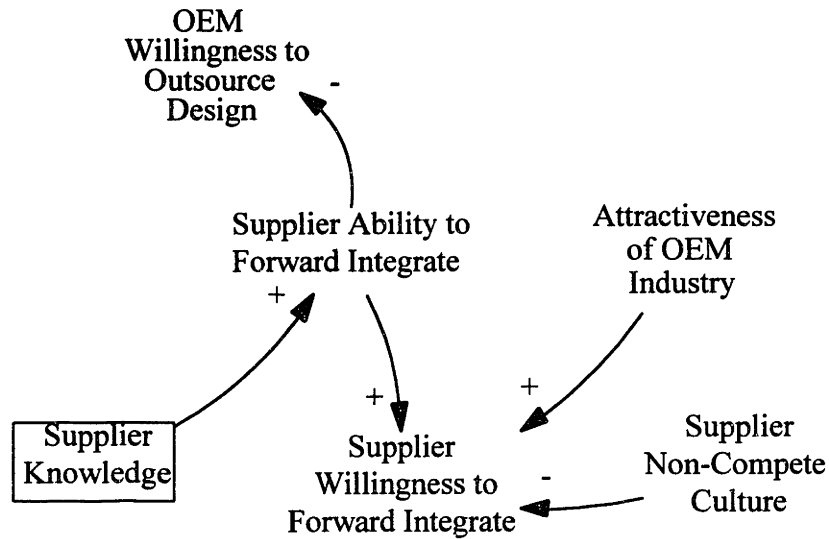 OEM
Willingness to
Outsource
Design
-
Supplier Ability to
Forward Integrate
+
Attractiveness
of OEM
Industry
+
+
Supplier
Knowledge
Supplier
Willingness to
Forward Integrate
-
Supplier
Non-Compete
Culture